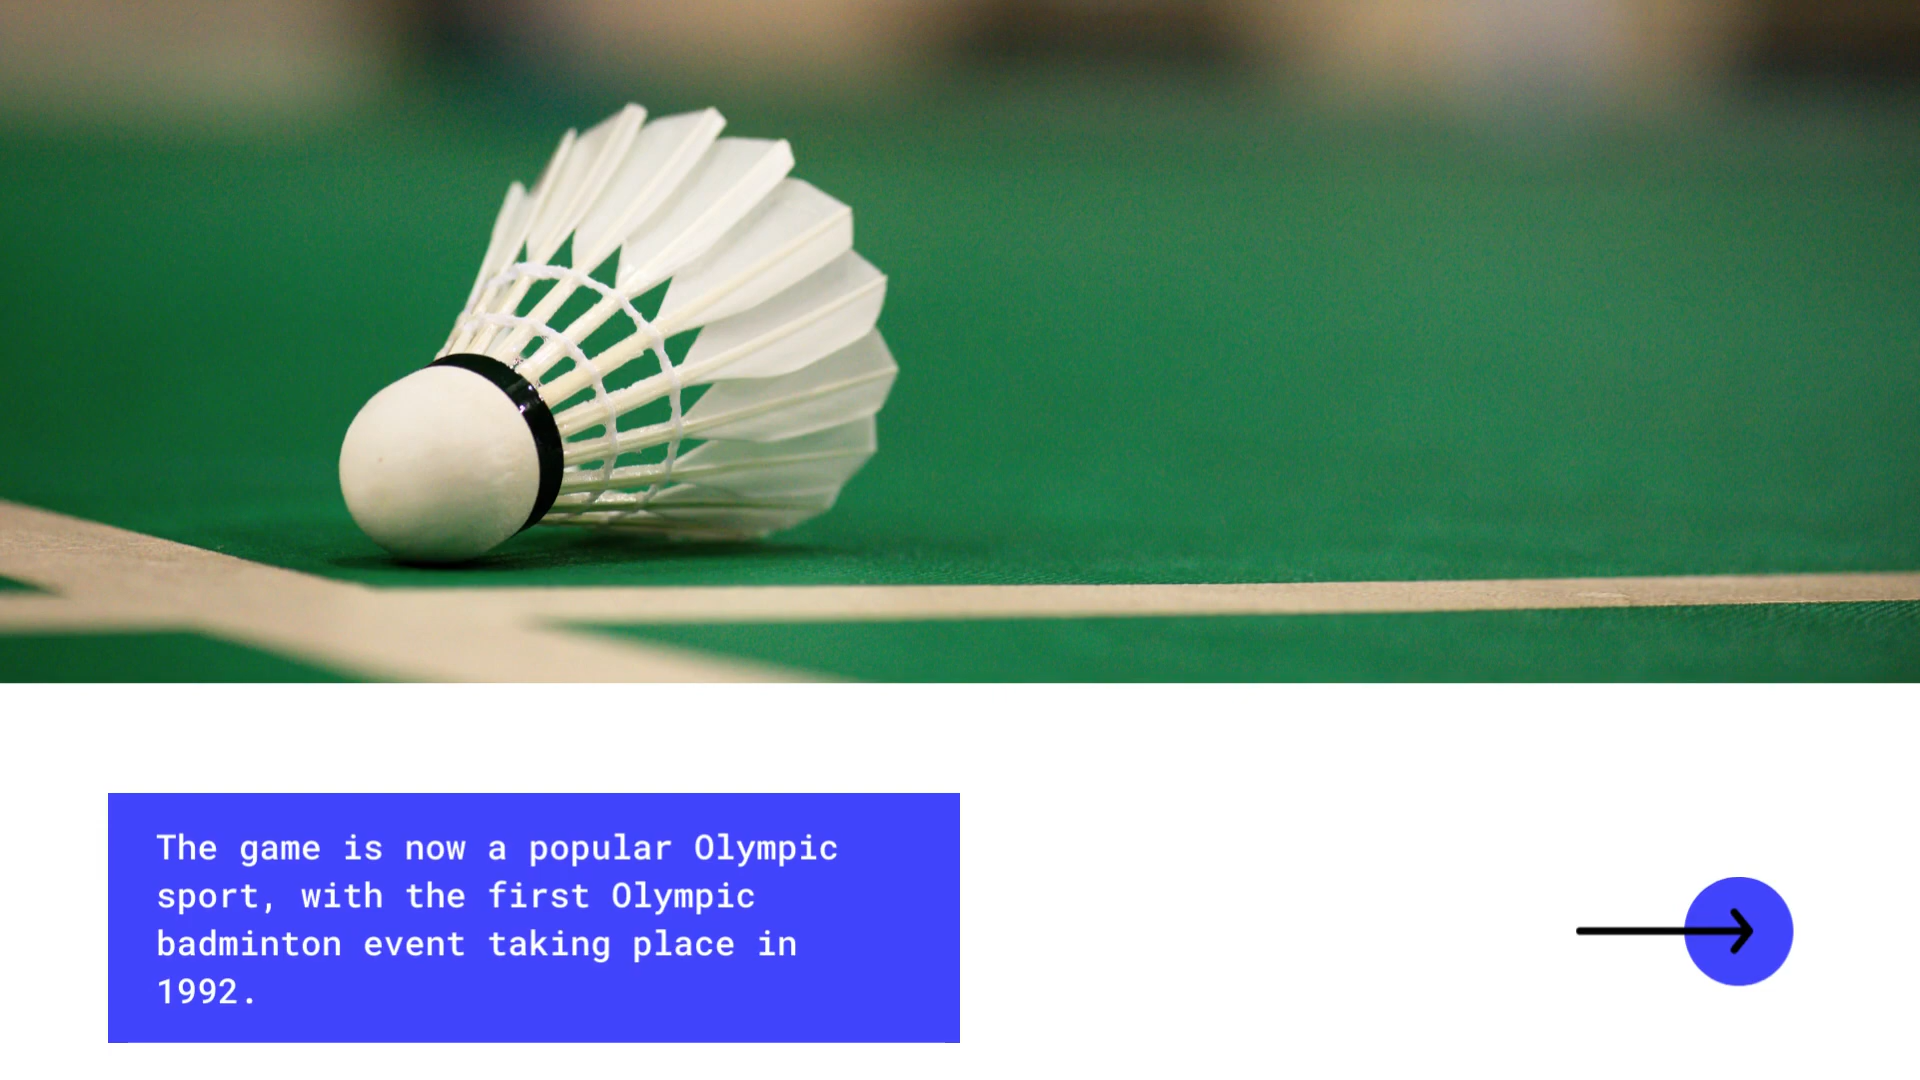 The game is now a popular Olympic
sport, with the first Olympic
badminton event taking place in
1992.